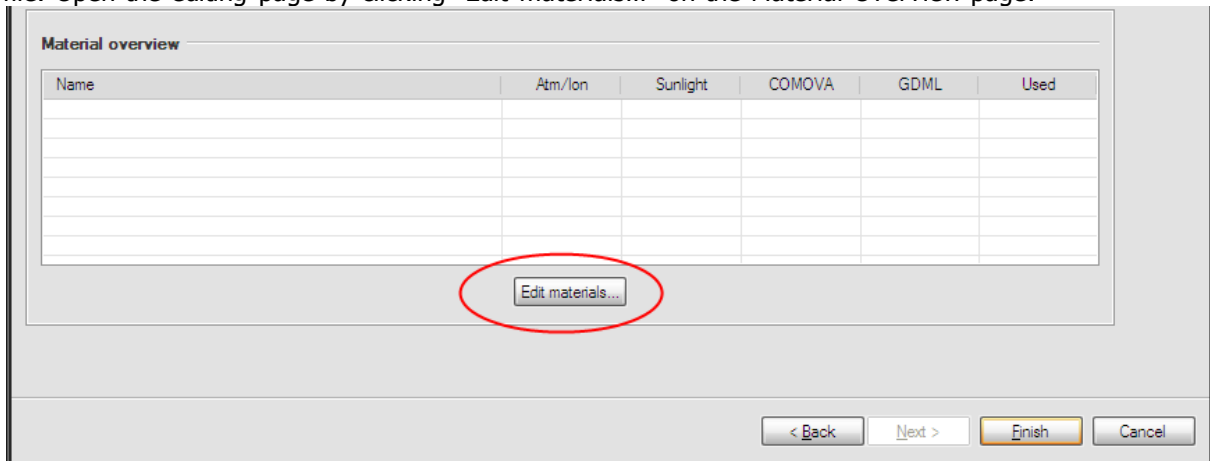 Material overview
Name Atm/Ion Sunlight COMOVA GDML Used
Edit materials...
< Back Next > Finish Cancel